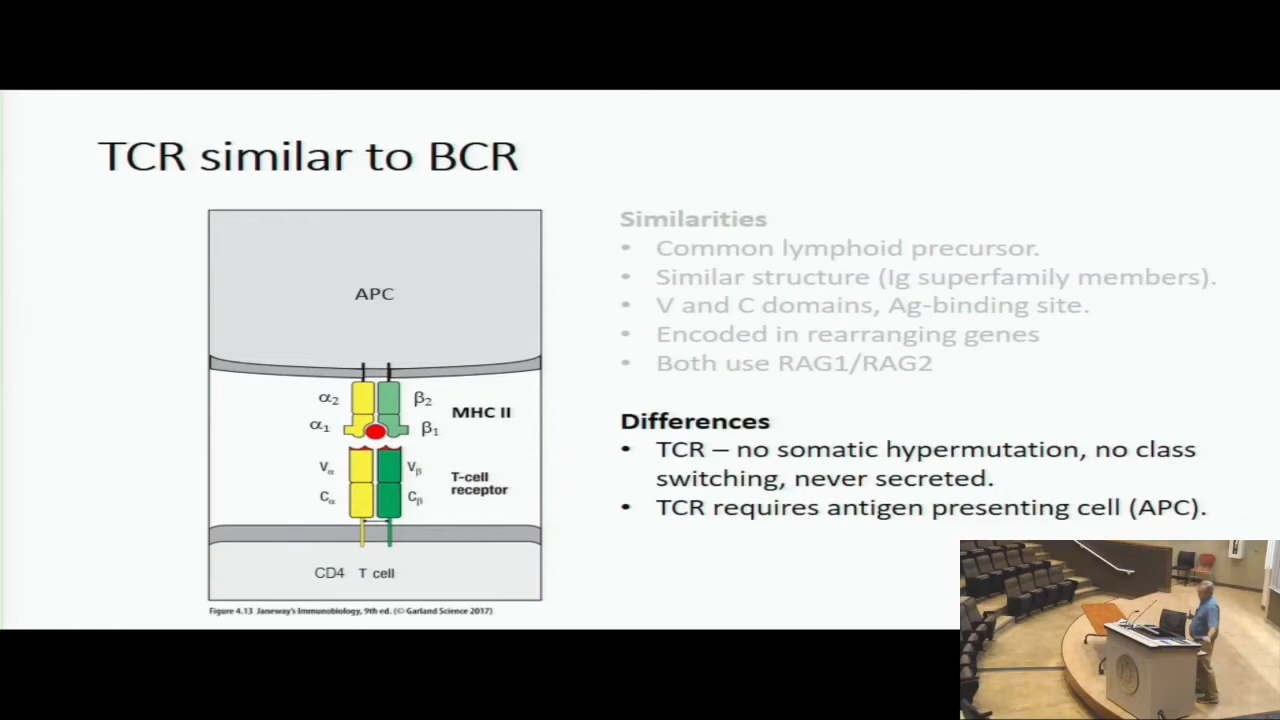 TCR similar to BCR
APC
α2
β2
MHC II
α1
β1
Vα
Vβ
T-cell
receptor
Cα
Cβ
CD4 T cell
Figure 4.13 Janeway's Immunobiology, 9th ed. (© Garland Science 2017)
Similarities
• Common lymphoid precursor.
• Similar structure (Ig superfamily members).
• V and C domains, Ag-binding site.
• Encoded in rearranging genes
• Both use RAG1/RAG2
Differences
• TCR – no somatic hypermutation, no class
switching, never secreted.
• TCR requires antigen presenting cell (APC).